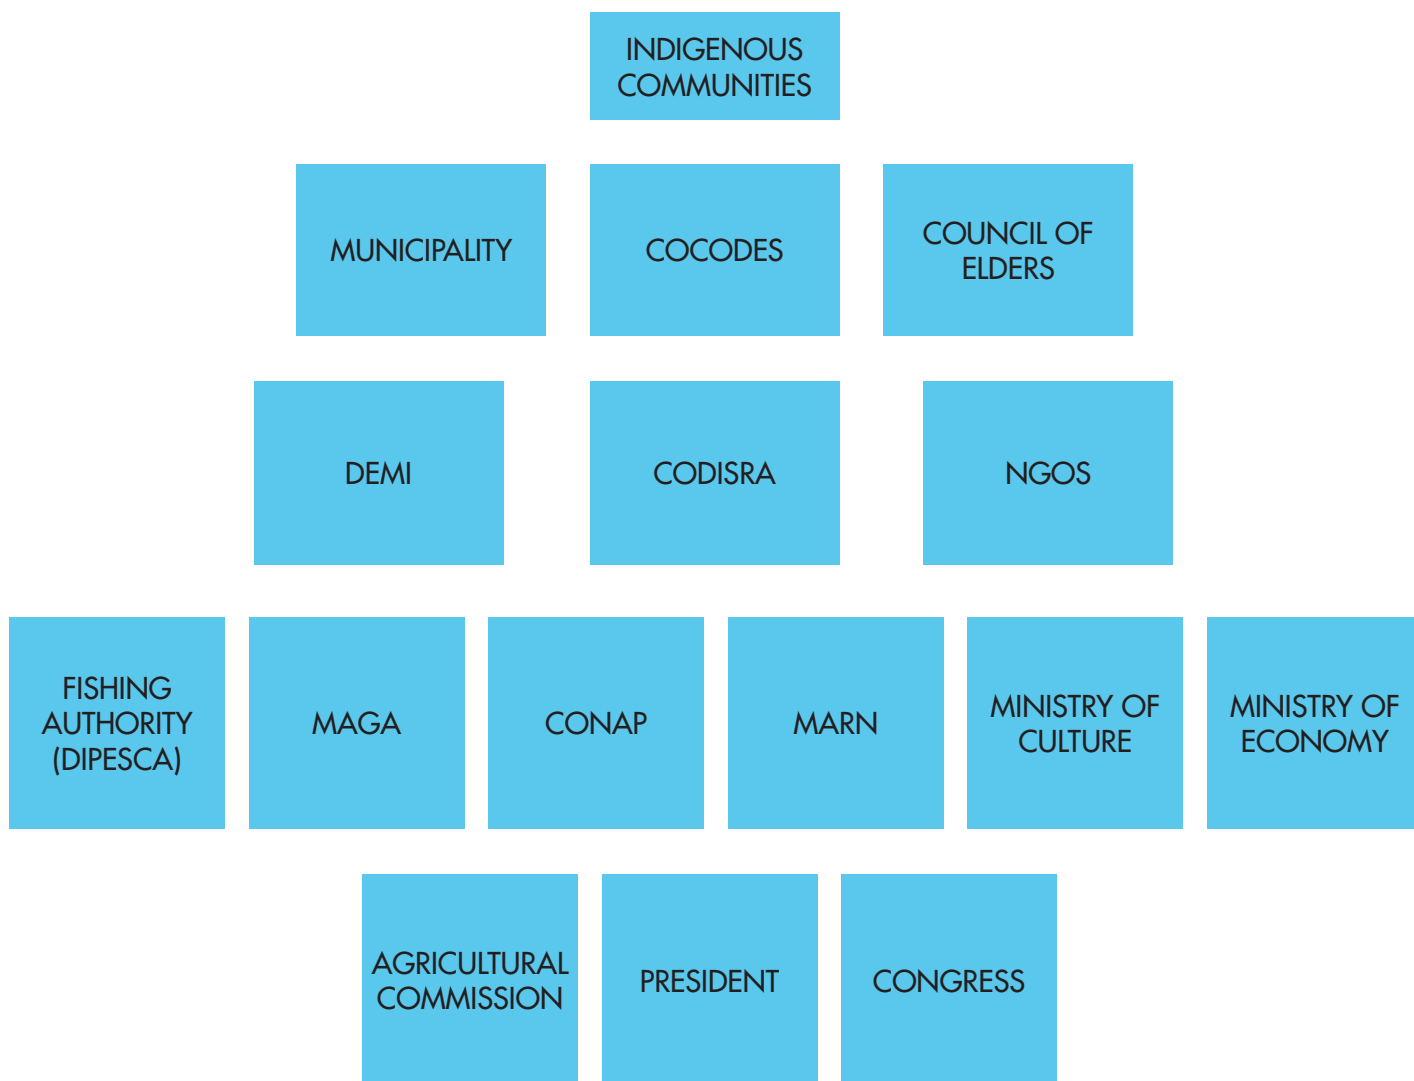 INDIGENOUS
COMMUNITIES
MUNICIPALITY
COCODES
COUNCIL OF
ELDERS
DEMI
CODISRA
NGOS
FISHING
AUTHORITY
(DIPESCA)
MAGA
CONAP
MARN
MINISTRY OF
CULTURE
MINISTRY OF
ECONOMY
AGRICULTURAL
COMMISSION
PRESIDENT
CONGRESS